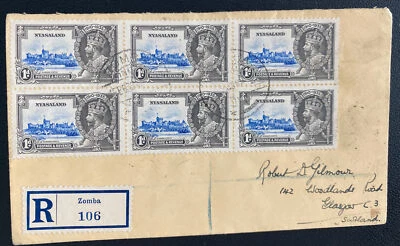 NYASALAND NYASALAND NYASALAND
1D 1D 1D
POSTAGE & REVENUE POSTAGE & REVENUE POSTAGE & REVENUE
NYASALAND NYASALAND NYASALAND
1D 1D 1D
POSTAGE & REVENUE POSTAGE & REVENUE POSTAGE & REVENUE
R Zomba
106
Robert D. Gilmour,
142 Woodlands Road
Glasgow C.3
Scotland